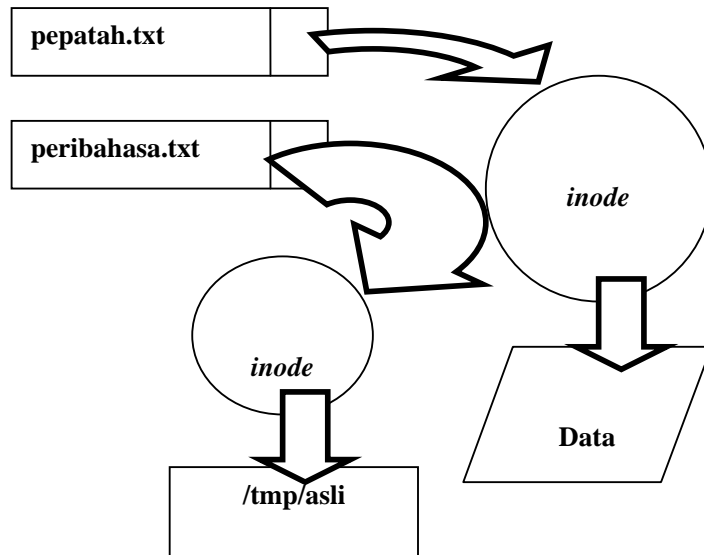 pepatah.txt
peribahasa.txt
inode
inode
Data
/tmp/asli